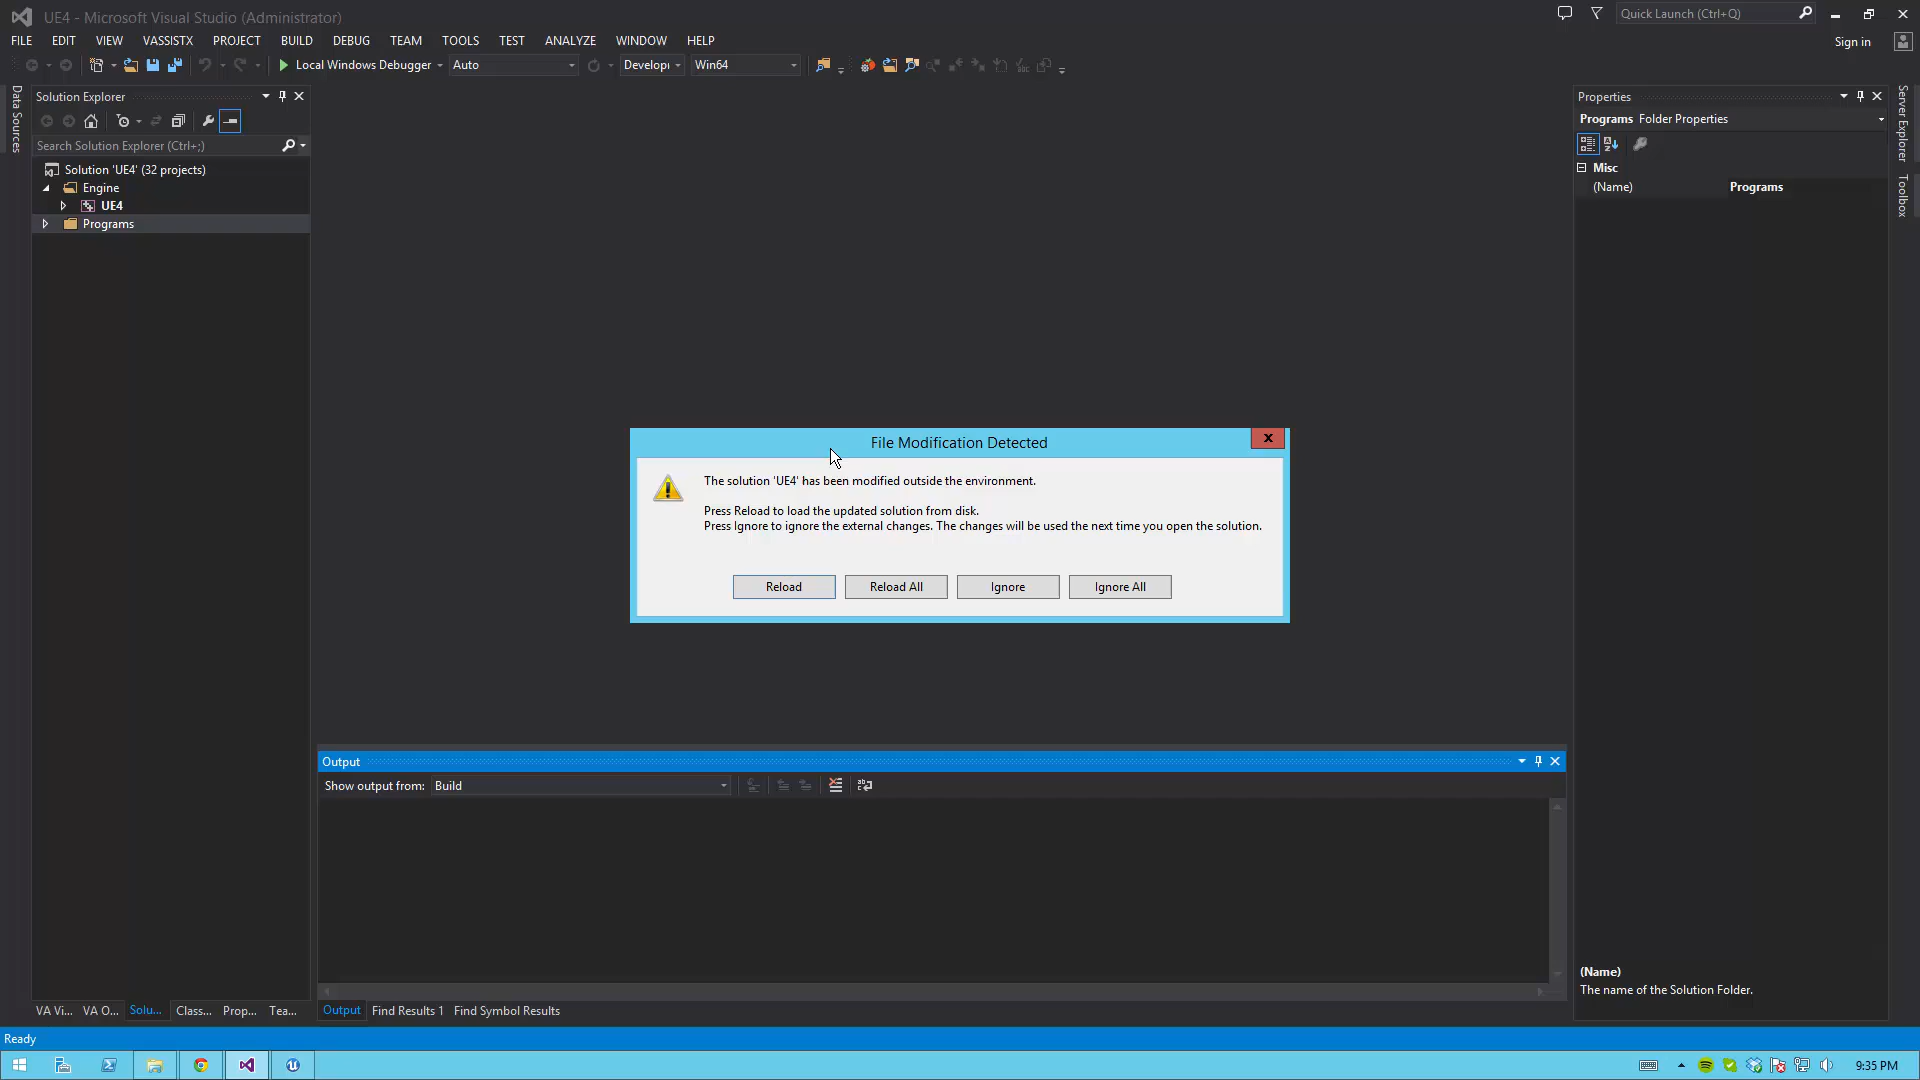 UE4 - Microsoft Visual Studio (Administrator)
Quick Launch (Ctrl+Q)
FILE EDIT VIEW VASSISTX PROJECT BUILD DEBUG TEAM TOOLS TEST ANALYZE WINDOW HELP
Sign in
Local Windows Debugger Auto Develop Win64
Data Sources
Solution Explorer
Search Solution Explorer (Ctrl+;)
Solution 'UE4' (32 projects)
Engine
UE4
Programs
File Modification Detected
x
The solution 'UE4' has been modified outside the environment.
Press Reload to load the updated solution from disk.
Press Ignore to ignore the external changes. The changes will be used the next time you open the solution.
Reload Reload All Ignore Ignore All
Output
Show output from: Build
Properties
Programs Folder Properties
Misc
(Name) Programs
(Name)
The name of the Solution Folder.
Server Explorer
Toolbox
VA Vi... VA O... Solu... Class... Prop... Tea...
Output Find Results 1 Find Symbol Results
Ready
9:35 PM